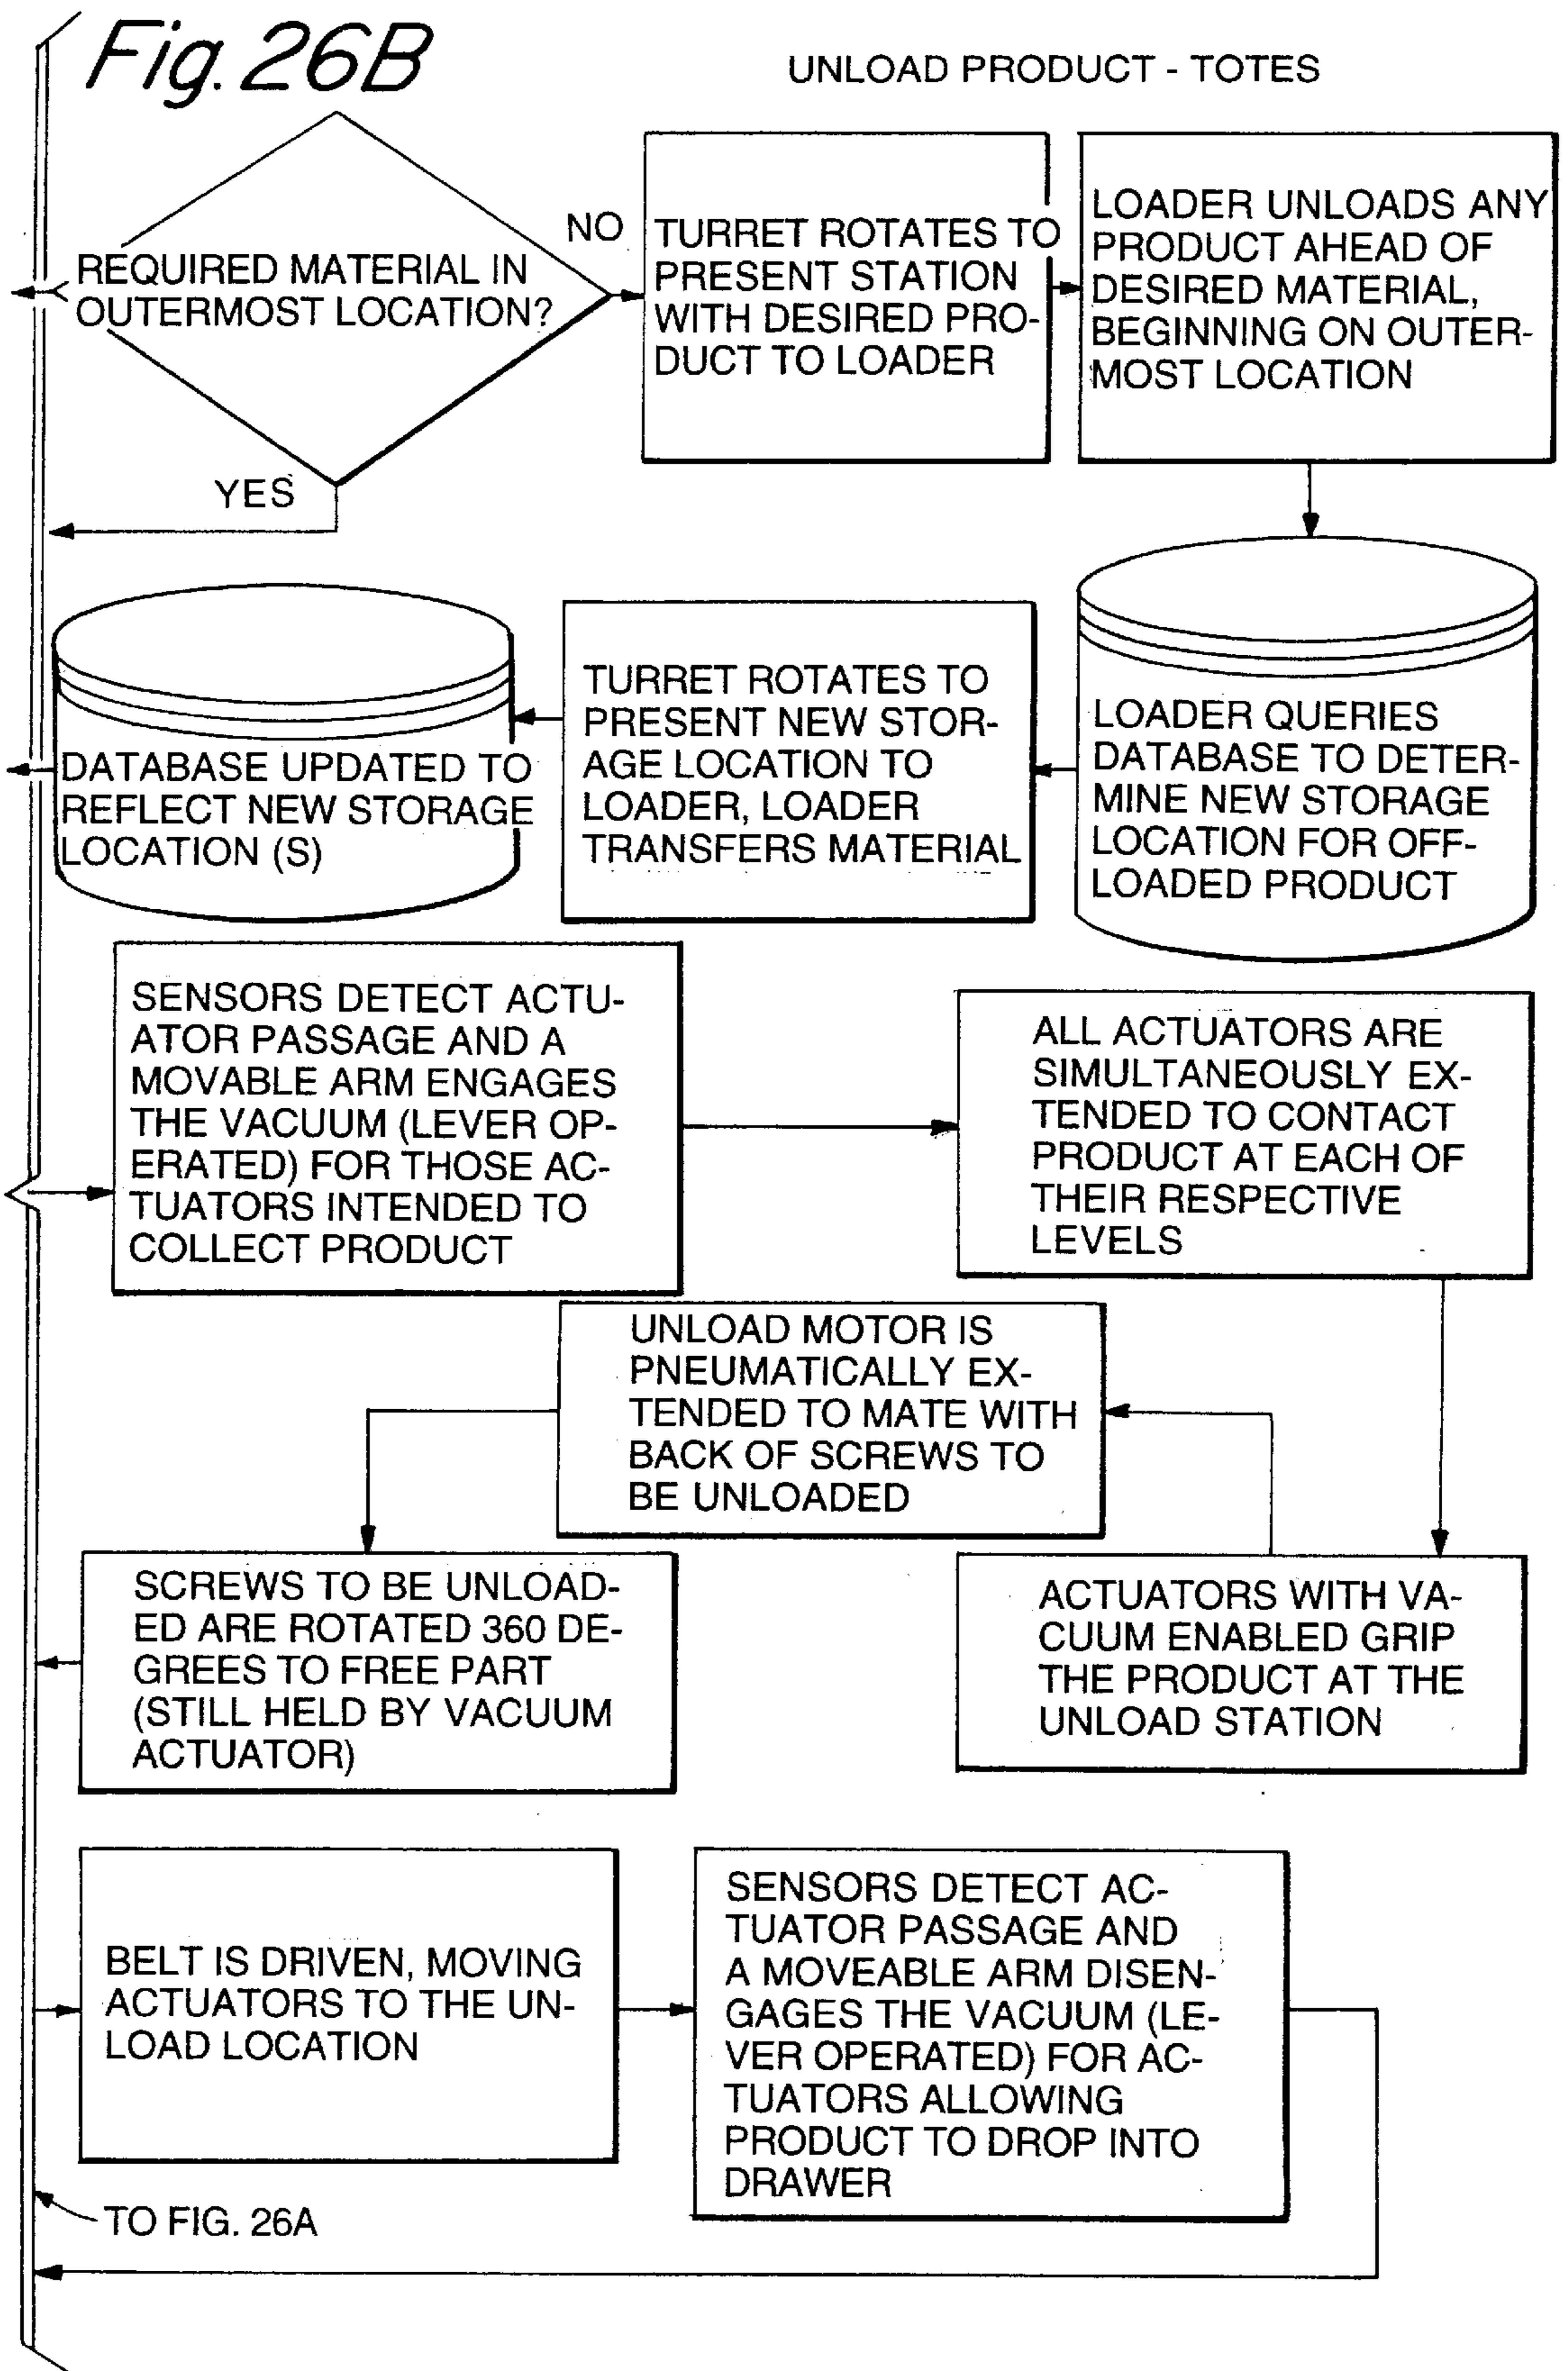 Fig. 26B
UNLOAD PRODUCT - TOTES
REQUIRED MATERIAL IN
OUTERMOST LOCATION?
NO
YES
TURRET ROTATES TO
PRESENT STATION
WITH DESIRED PRO-
DUCT TO LOADER
LOADER UNLOADS ANY
PRODUCT AHEAD OF
DESIRED MATERIAL,
BEGINNING ON OUTER-
MOST LOCATION
LOADER QUERIES
DATABASE TO DETER-
MINE NEW STORAGE
LOCATION FOR OFF-
LOADED PRODUCT
TURRET ROTATES TO
PRESENT NEW STOR-
AGE LOCATION TO
LOADER, LOADER
TRANSFERS MATERIAL
DATABASE UPDATED TO
REFLECT NEW STORAGE
LOCATION (S)
SENSORS DETECT ACTU-
ATOR PASSAGE AND A
MOVABLE ARM ENGAGES
THE VACUUM (LEVER OP-
ERATED) FOR THOSE AC-
TUATORS INTENDED TO
COLLECT PRODUCT
ALL ACTUATORS ARE
SIMULTANEOUSLY EX-
TENDED TO CONTACT
PRODUCT AT EACH OF
THEIR RESPECTIVE
LEVELS
ACTUATORS WITH VA-
CUUM ENABLED GRIP
THE PRODUCT AT THE
UNLOAD STATION
UNLOAD MOTOR IS
PNEUMATICALLY EX-
TENDED TO MATE WITH
BACK OF SCREWS TO
BE UNLOADED
SCREWS TO BE UNLOAD-
ED ARE ROTATED 360 DE-
GREES TO FREE PART
(STILL HELD BY VACUUM
ACTUATOR)
BELT IS DRIVEN, MOVING
ACTUATORS TO THE UN-
LOAD LOCATION
SENSORS DETECT AC-
TUATOR PASSAGE AND
A MOVEABLE ARM DISEN-
GAGES THE VACUUM (LE-
VER OPERATED) FOR AC-
TUATORS ALLOWING
PRODUCT TO DROP INTO
DRAWER
TO FIG. 26A